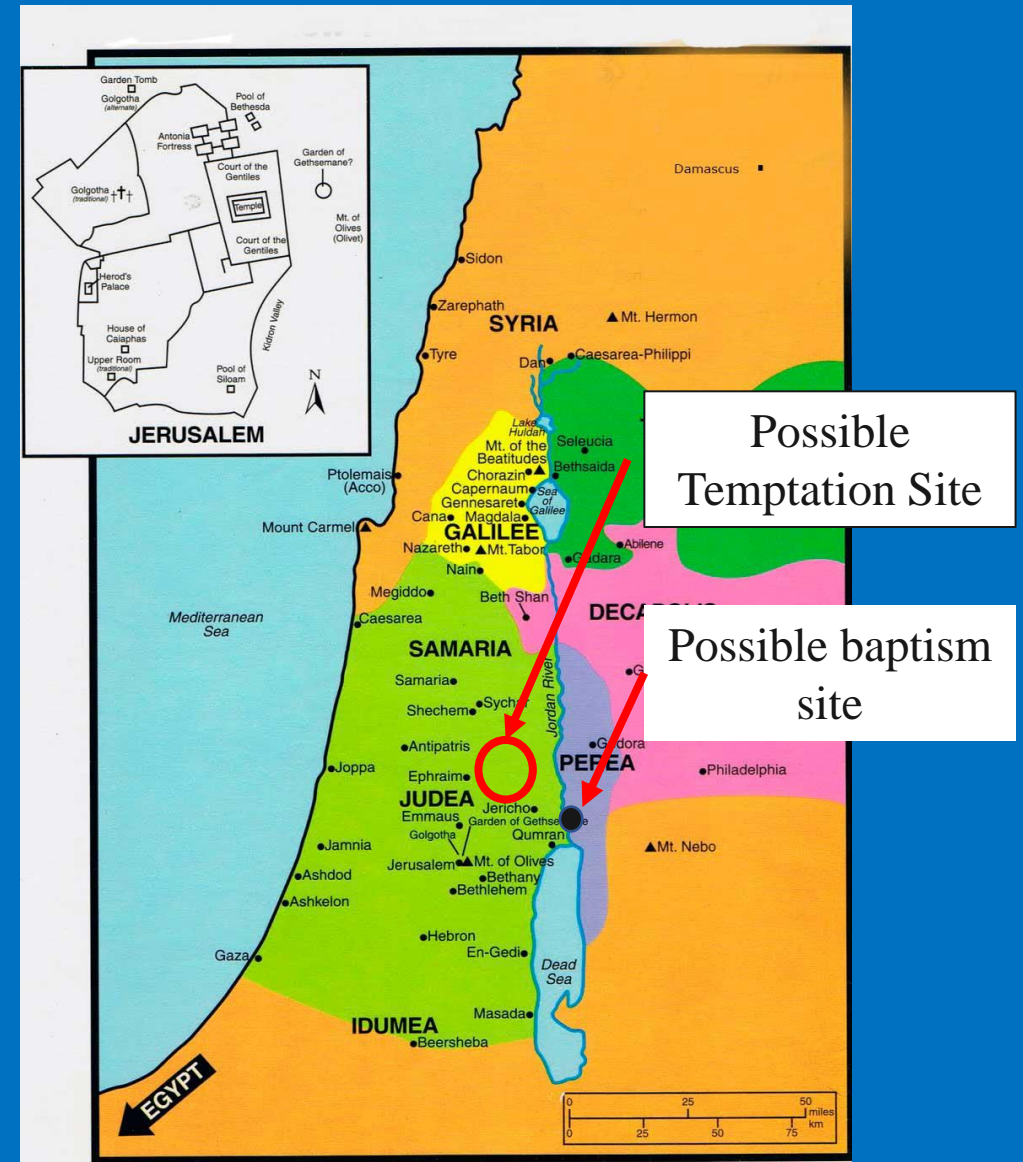 Garden Tomb
Golgotha
(alternate)
Pool of
Bethesda
Antonia
Fortress
Garden of
Gethsemane?
Court of the
Gentiles
Golgotha
(traditional)
Temple
Mt. of
Olives
(Olivet)
Court of the
Gentiles
Herod's
Palace
Kidron Valley
House of
Caiaphas
Upper Room
(traditional)
Pool of
Siloam
N
JERUSALEM
Damascus
Sidon
Zarephath
SYRIA
Mt. Hermon
Tyre
Dan
Caesarea-Philippi
Possible
Temptation Site
Lake
Huldah
Seleucia
Mt. of the
Beatitudes
Bethsaida
Chorazin
Ptolemais
(Acco)
Capernaum
Sea
of
Galilee
Gennesaret
Cana
Magdala
Mount Carmel
GALILEE
Abilene
Nazareth
Mt.Tabor
Gadara
Nain
Megiddo
Beth Shan
Mediterranean
Sea
Caesarea
Possible baptism
site
SAMARIA
Samaria
Jordan River
Shechem
Antipatris
PEREA
Joppa
Ephraim
Philadelphia
JUDEA
Jericho
Emmaus
Garden of
Golgotha
Qumran
Jamnia
Mt. Nebo
Jerusalem
Mt. of Olives
Ashdod
Bethany
Bethlehem
Ashkelon
Hebron
Gaza
En-Gedi
Dead
Sea
Masada
IDUMEA
Beersheba
EGYPT
0 25 50
miles
km
0 25 50 75